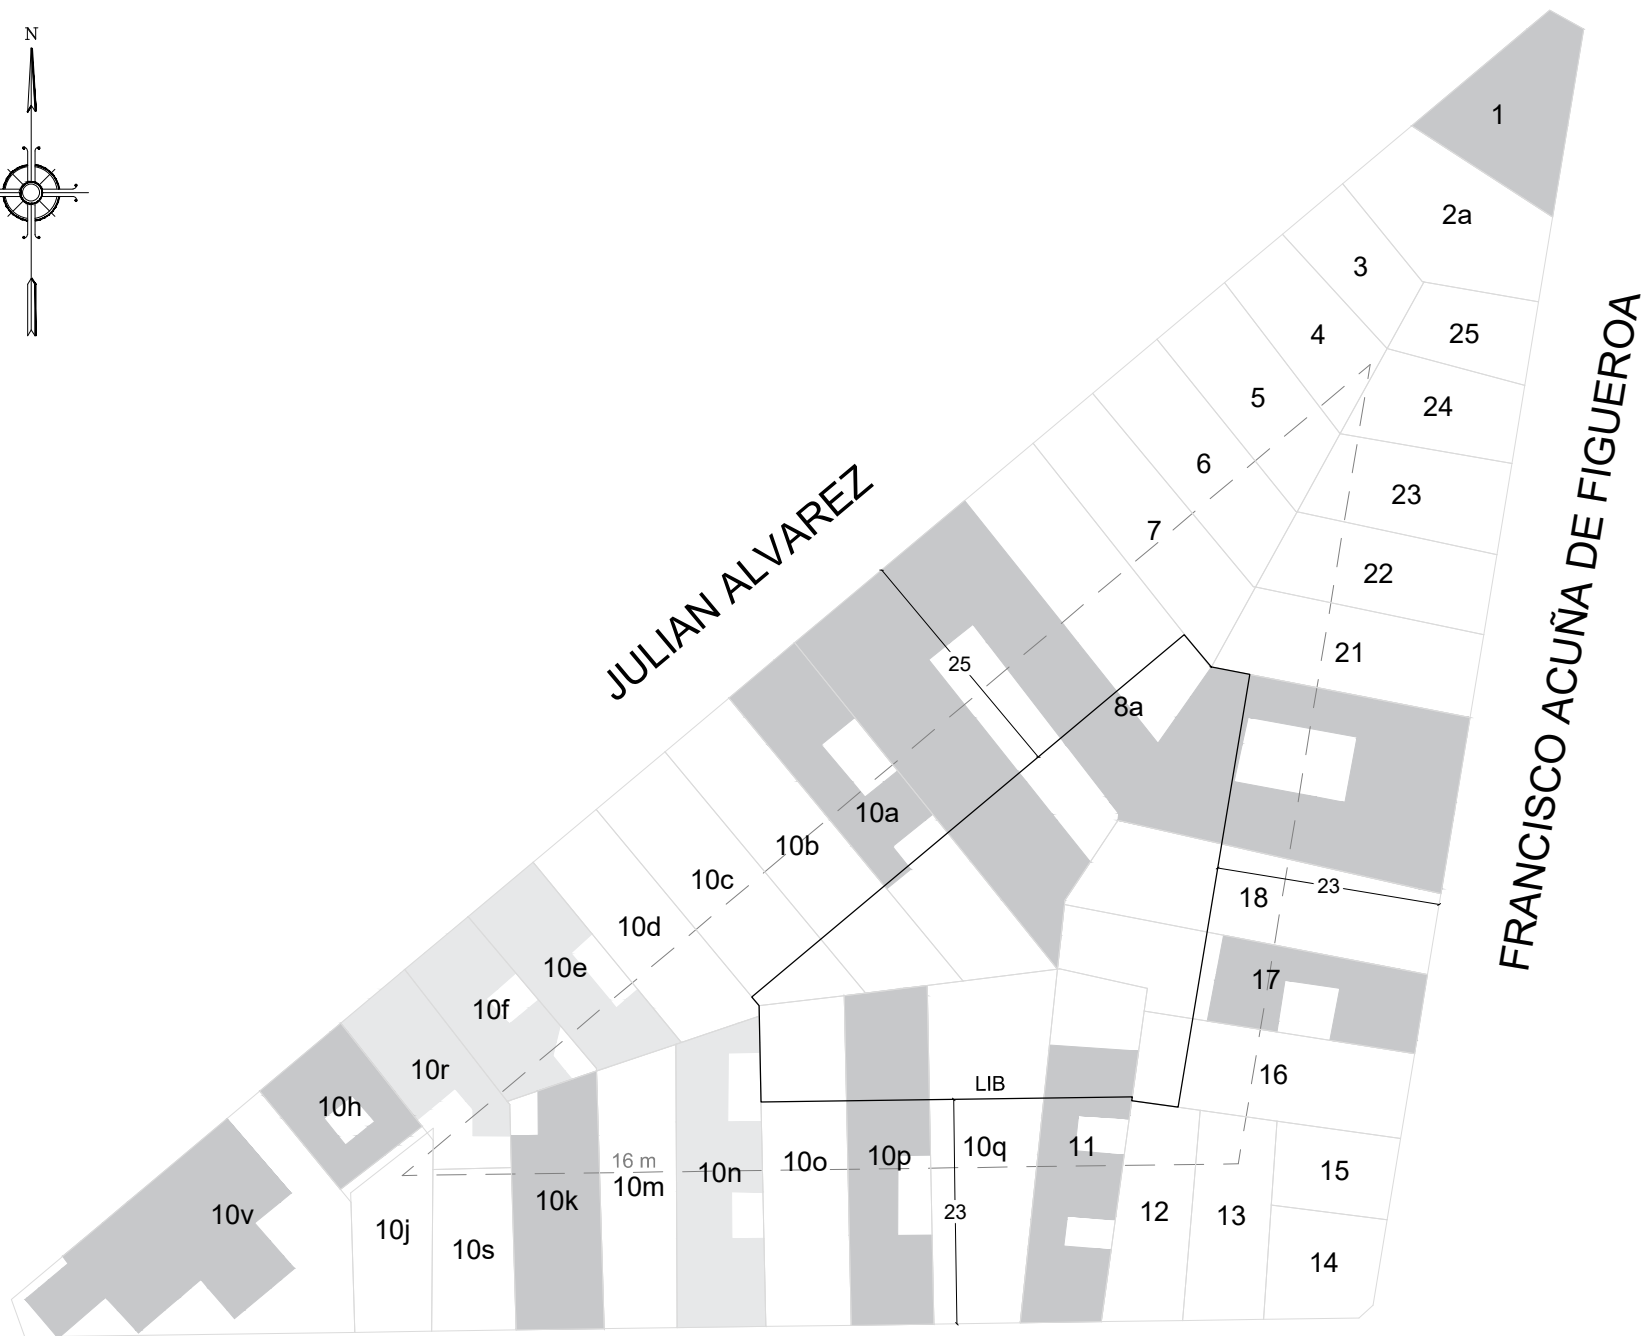 N
1
2a
3
25
4
24
5
6
23
7
22
21
JULIAN ALVAREZ
FRANCISCO ACUÑA DE FIGUEROA
25
8a
10a
10b
10c
23
18
10d
10e
17
10f
10r
16
LIB
10h
10q
11
10p
10o
16 m
10n
10m
15
10k
10v
10j
10s
23
12
13
14